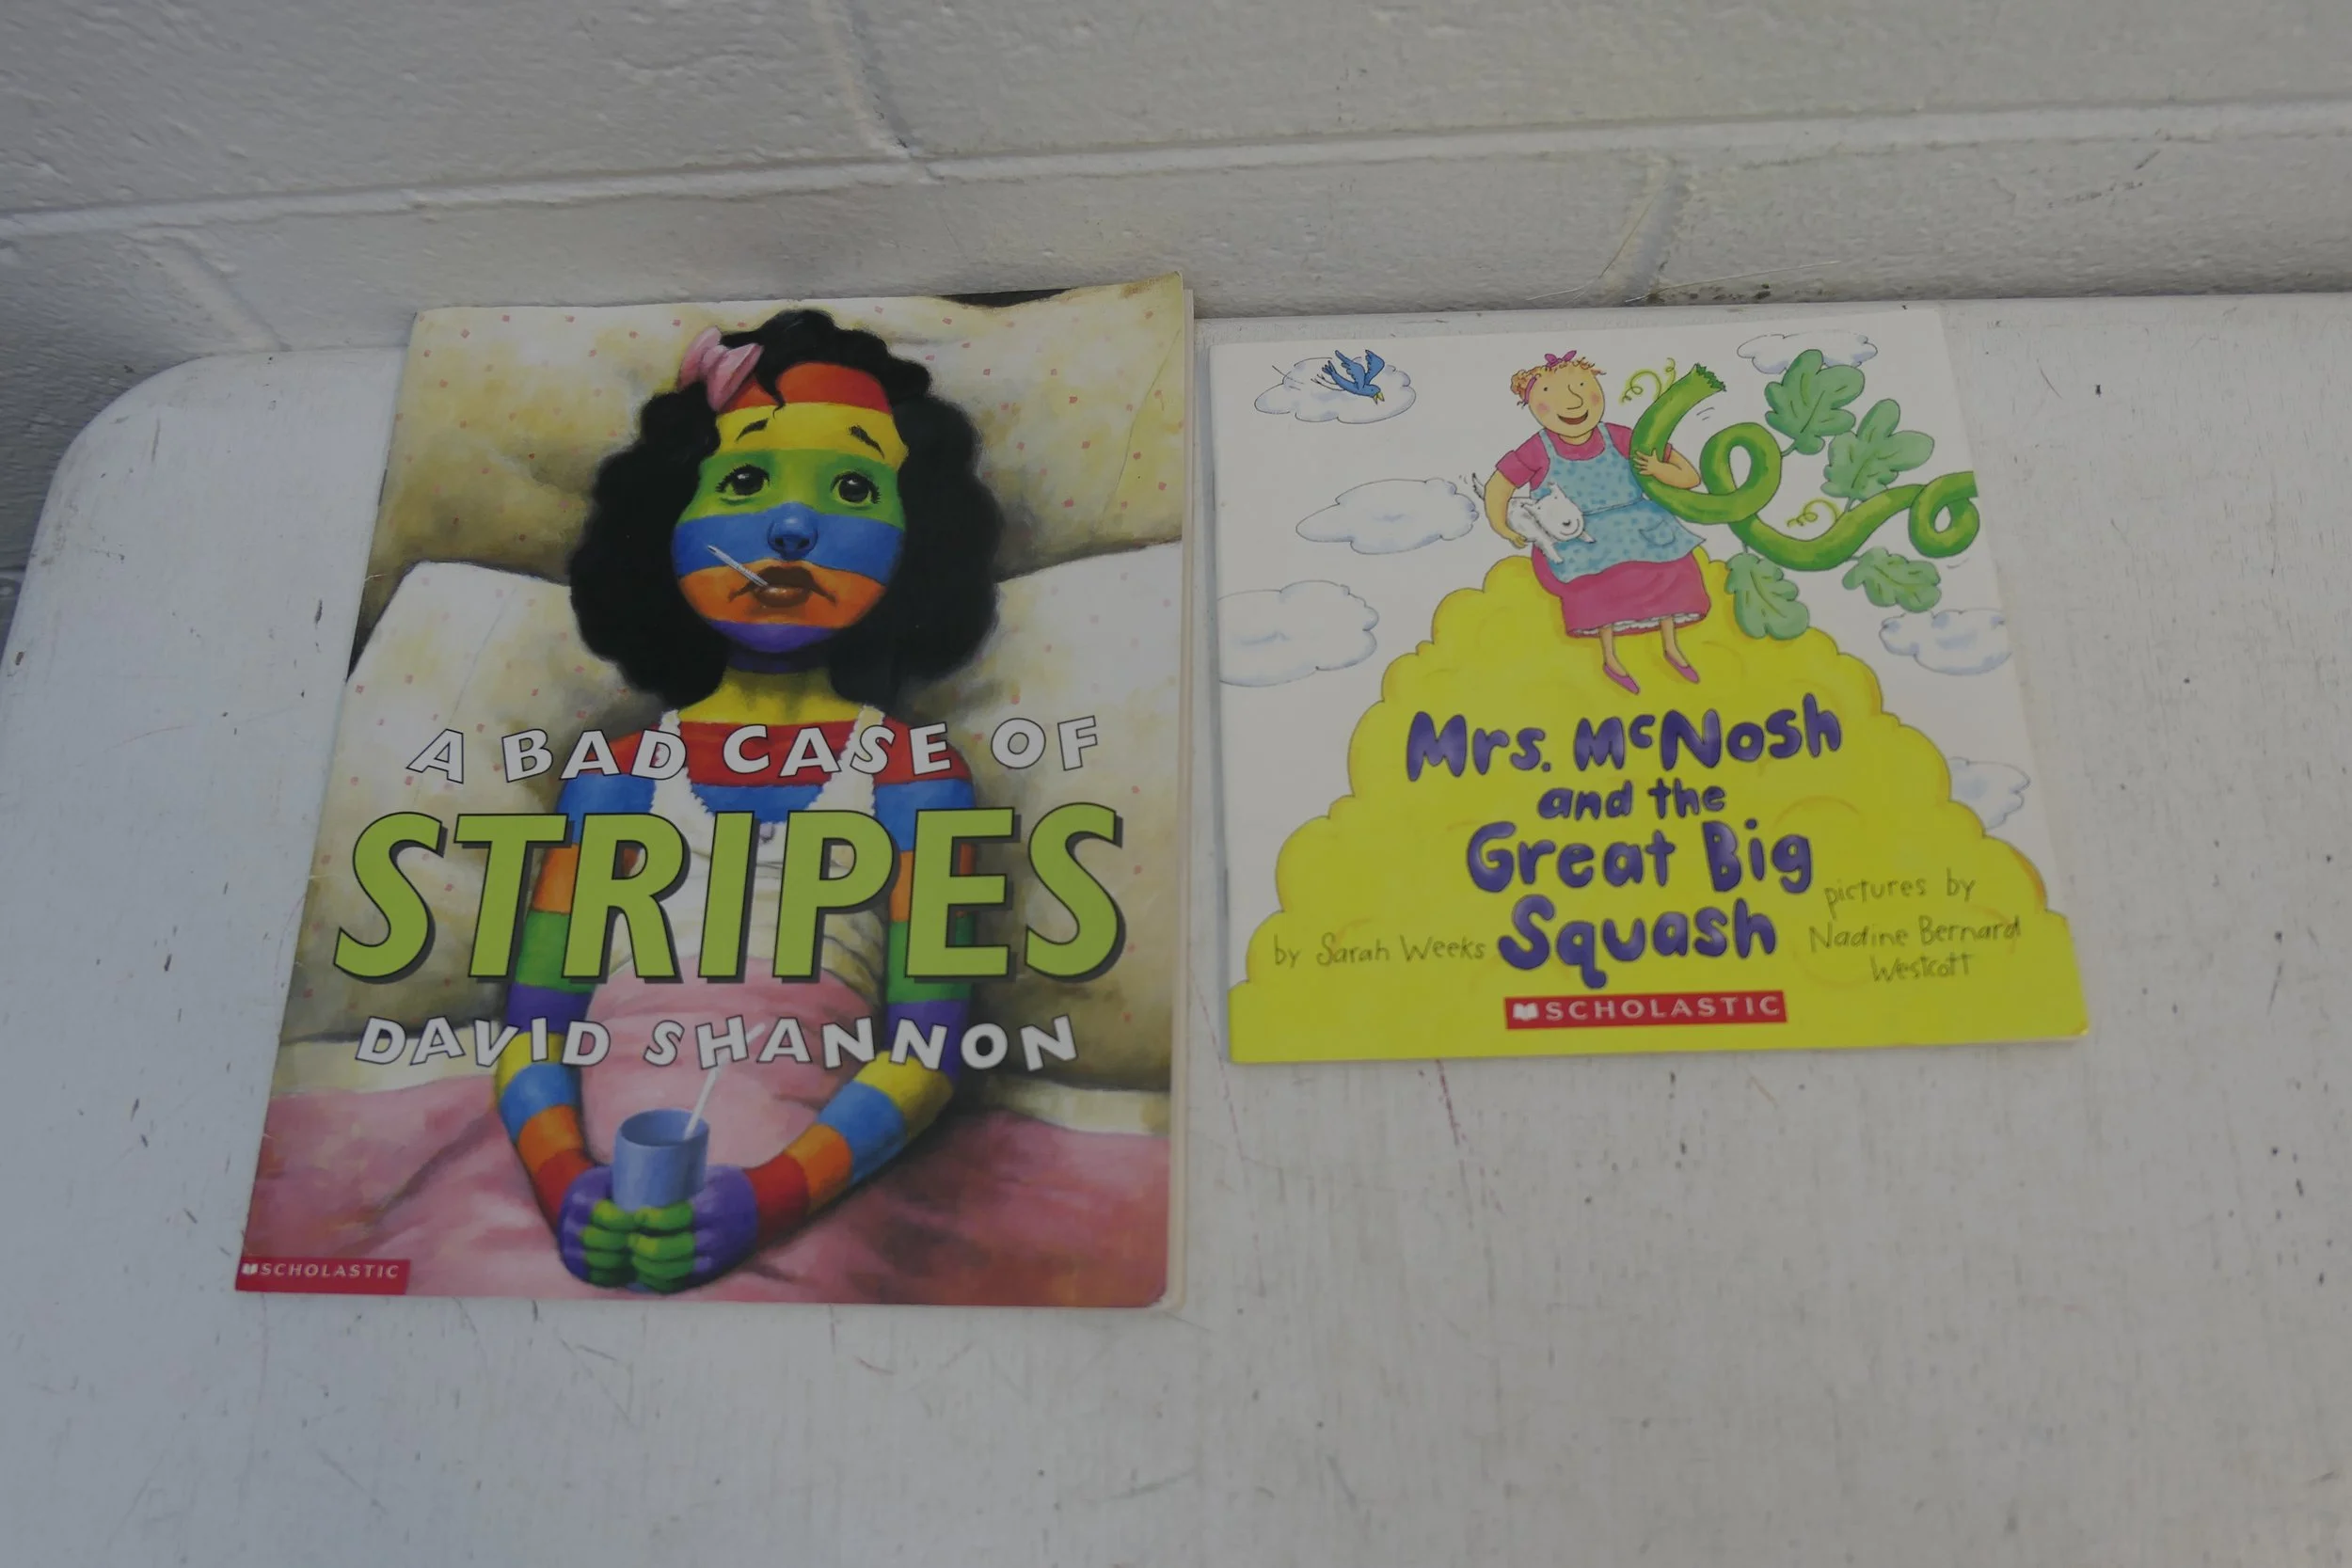 A BAD CASE OF
STRIPES
DAVID SHANNON
SCHOLASTIC
Mrs. McNosh
and the
Great Big
Squash
by Sarah Weeks
pictures by
Nadine Bernard
Westcott
SCHOLASTIC